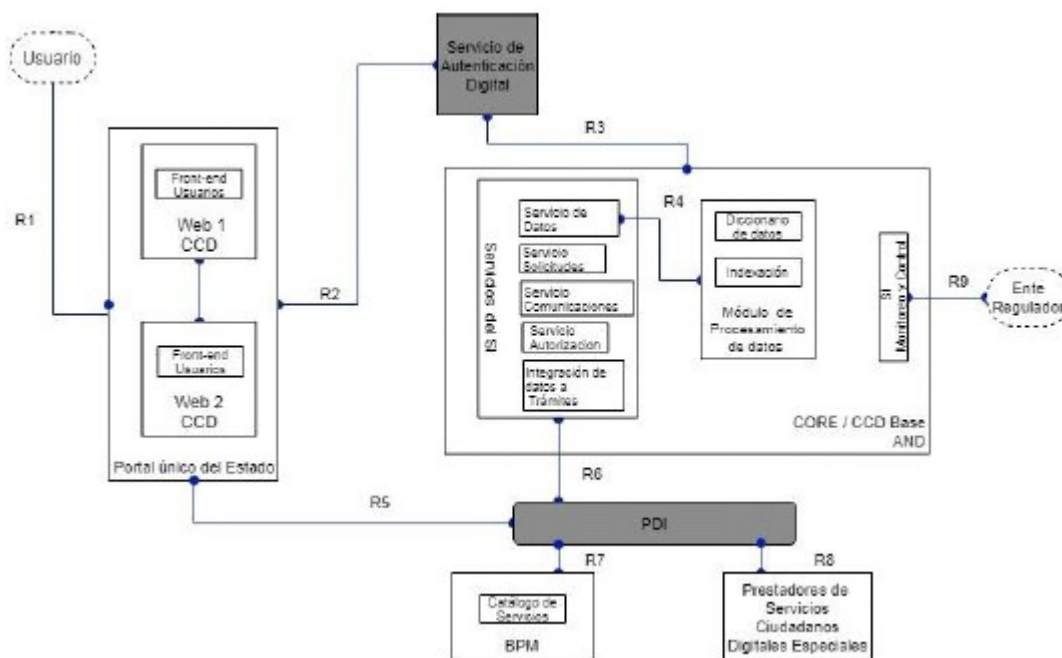 Usuario
Servicio de
Autenticación
Digital
R3
R1
Front-end
Usuarios
Web 1
CCD
R2
Front-end
Usuarios
Web 2
CCD
Portal único del Estado
Servicios del SI
Servicio de
Datos
Servicio
Solicitudes
Servicio
Comunicaciones
Servicio
Autorizacion
Integración de
datos a
Trámites
R4
Diccionario
de datos
Indexación
Módulo de
Procesamiento
de datos
SI
Monitoreo y Control
R9
Ente
Regulador
CORE / CCD Base
AND
R6
R5
PDI
R7
R8
Catálogo de
Servicios
BPM
Prestadores de
Servicios
Ciudadanos
Digitales Especiales